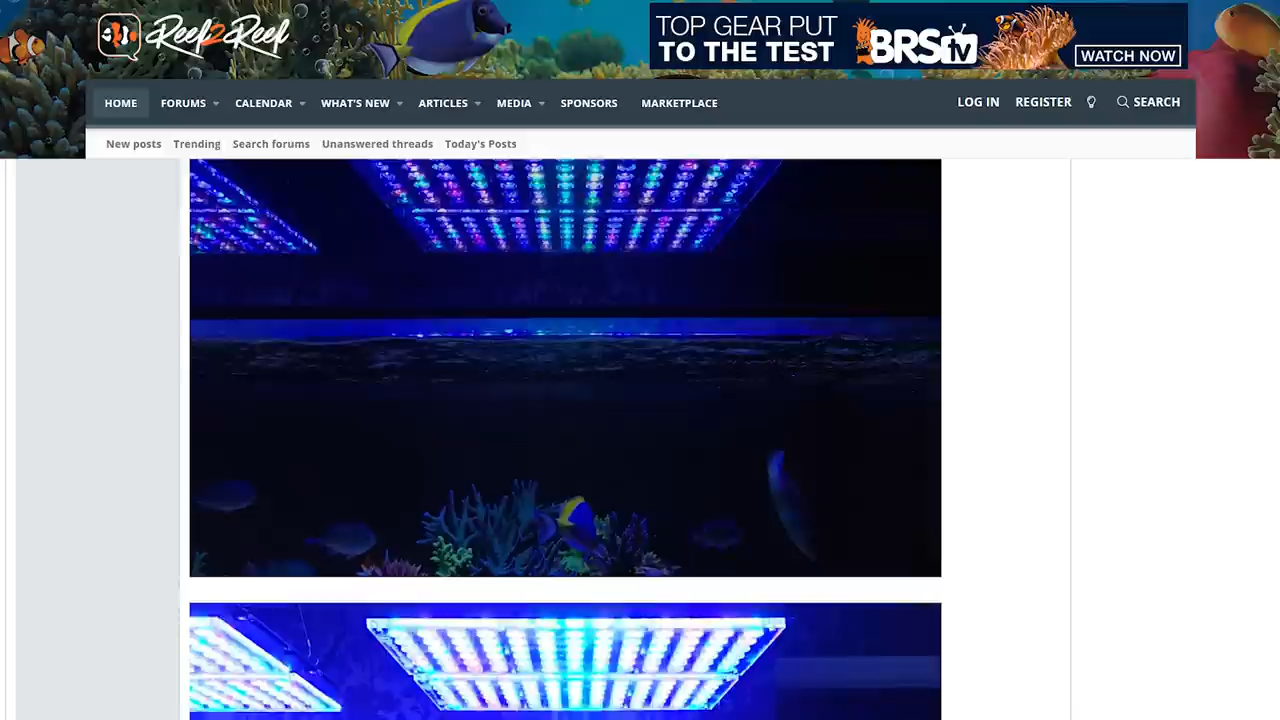 Reef2Reef
TOP GEAR PUT
TO THE TEST
BRStv
WATCH NOW
HOME
FORUMS
CALENDAR
WHAT'S NEW
ARTICLES
MEDIA
SPONSORS
MARKETPLACE
LOG IN
REGISTER
SEARCH
New posts
Trending
Search forums
Unanswered threads
Today's Posts